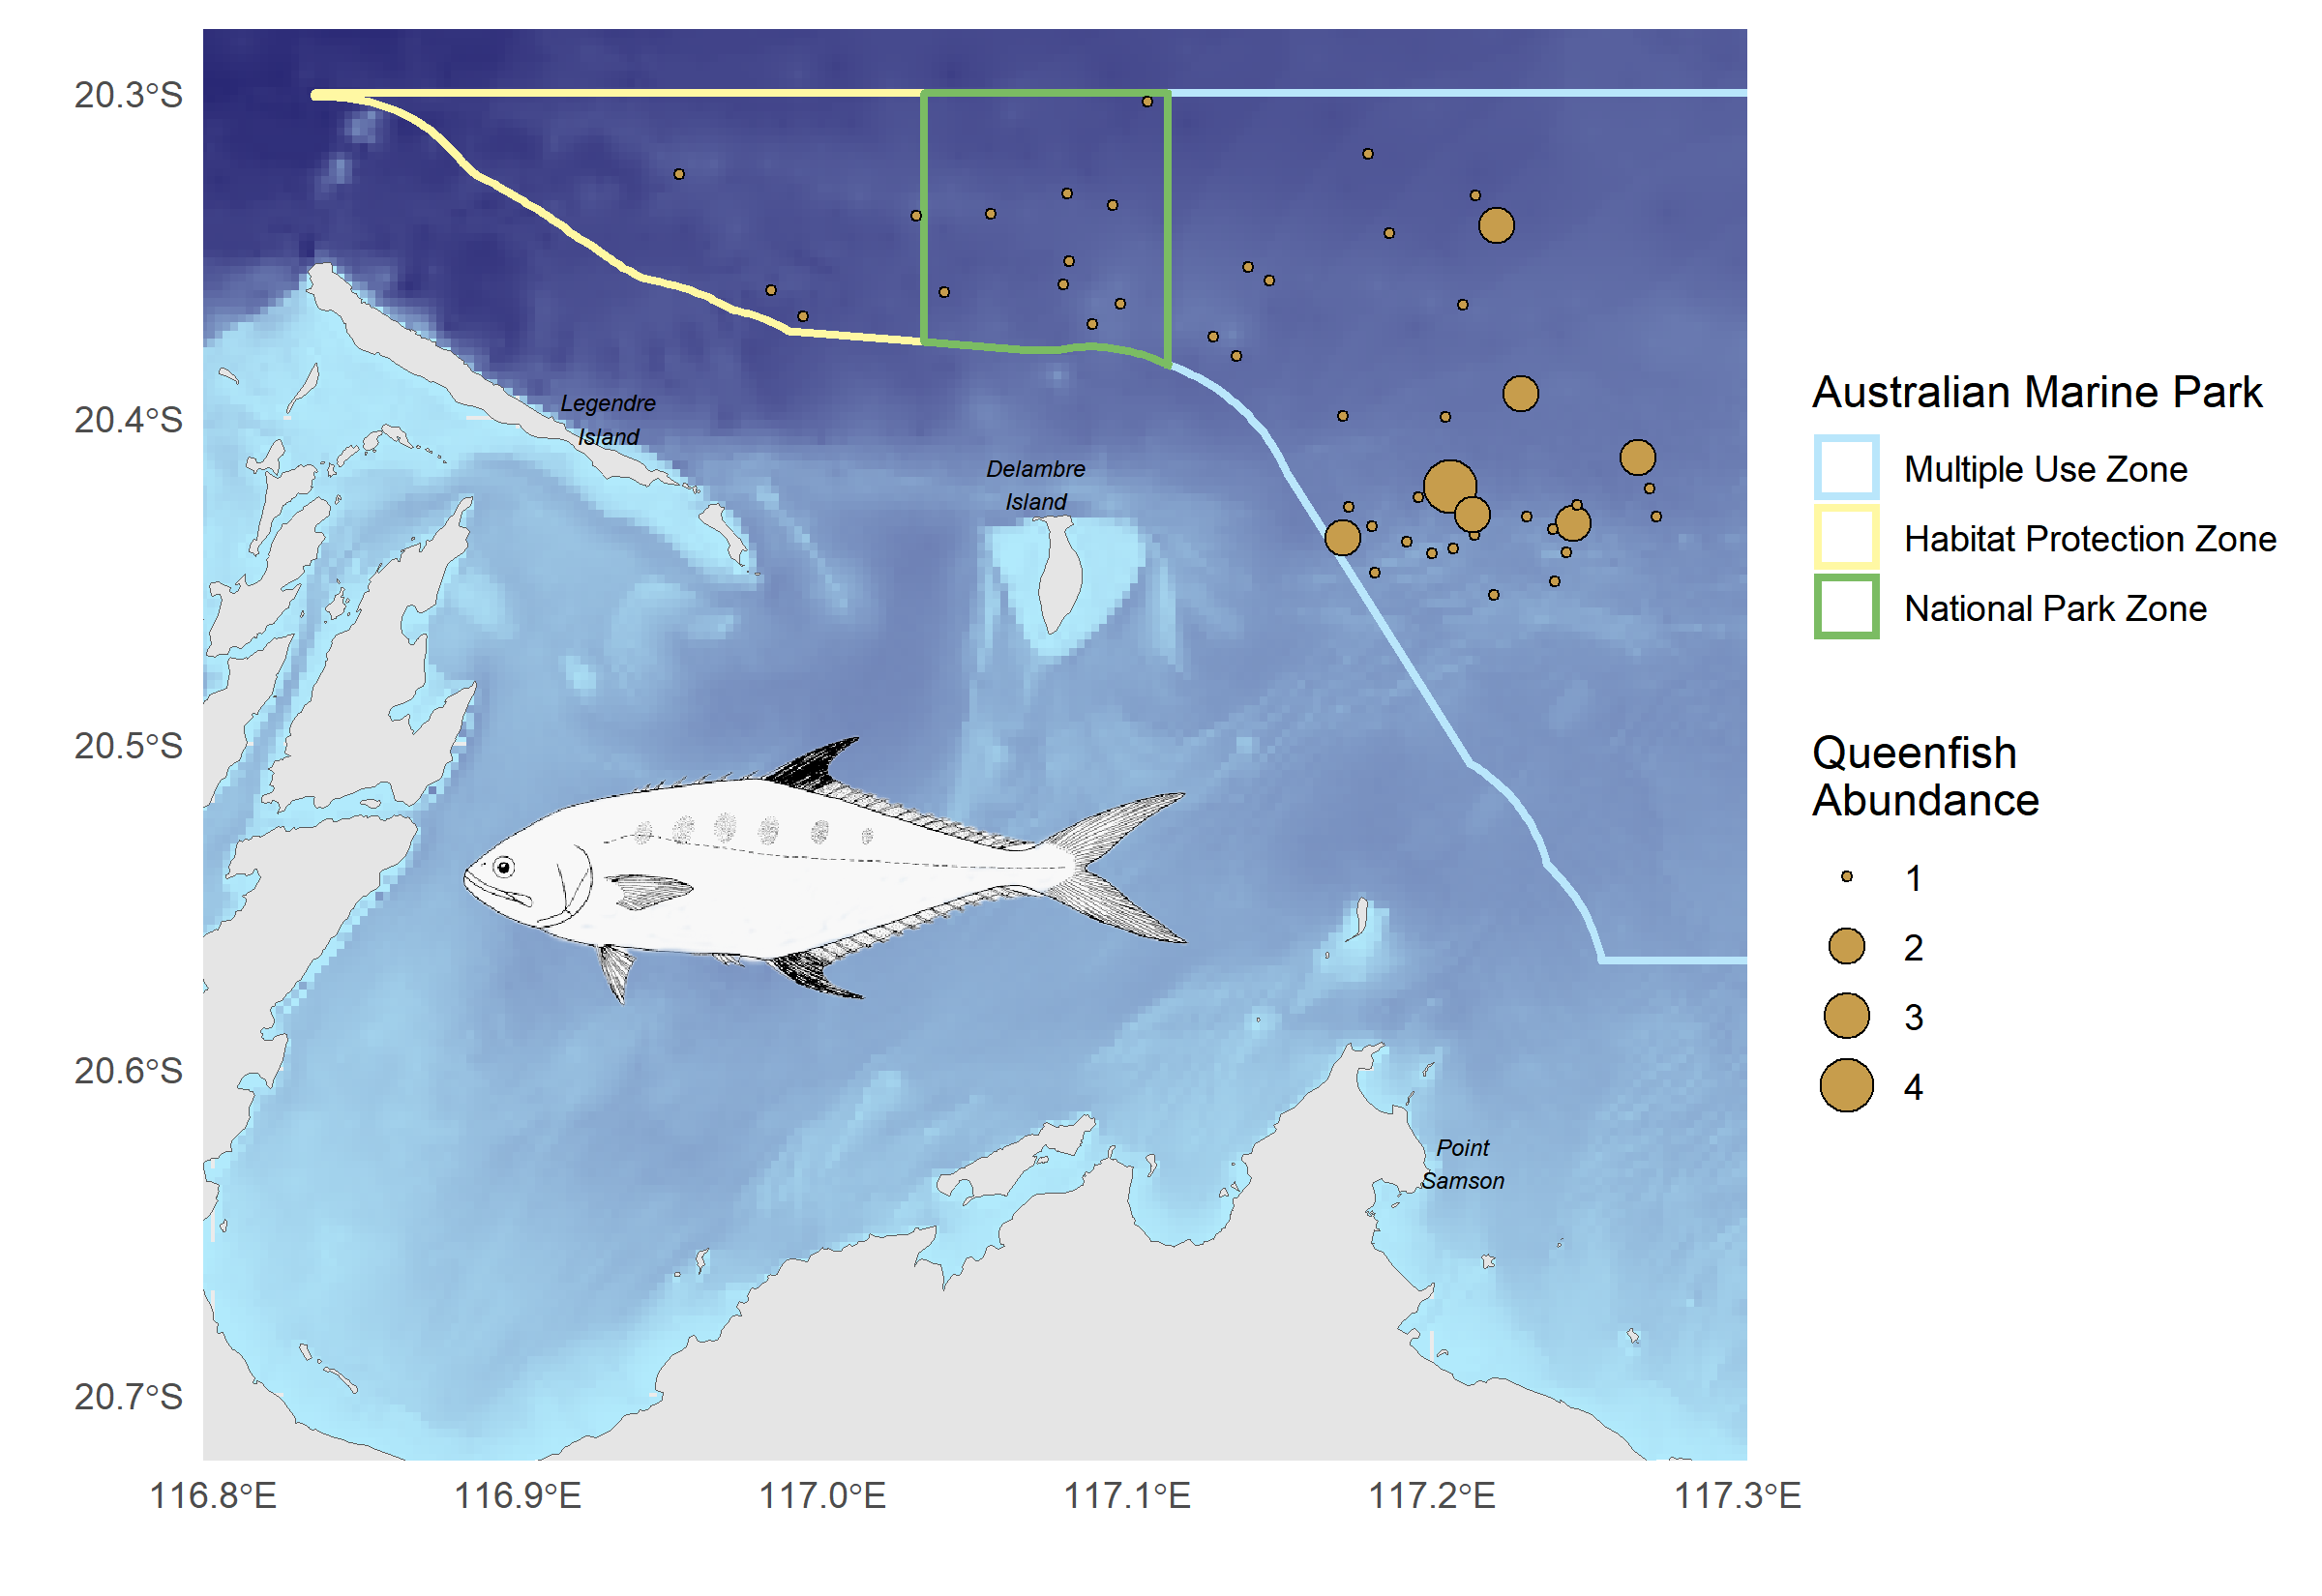 20.3°S
20.4°S
20.5°S
20.6°S
20.7°S
116.8°E
116.9°E
117.0°E
117.1°E
117.2°E
117.3°E
Legendre
Island
Delambre
Island
Point
Samson
Australian Marine Park
Multiple Use Zone
Habitat Protection Zone
National Park Zone
Queenfish
Abundance
1
2
3
4